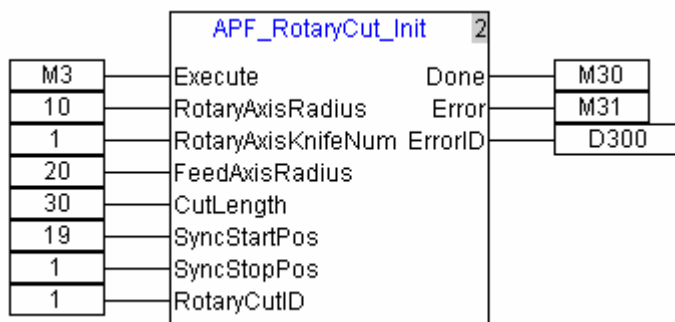 APF_RotaryCut_Init 2
M3 Execute Done M30
10 RotaryAxisRadius Error M31
1 RotaryAxisKnifeNum ErrorID D300
20 FeedAxisRadius
30 CutLength
19 SyncStartPos
1 SyncStopPos
1 RotaryCutID